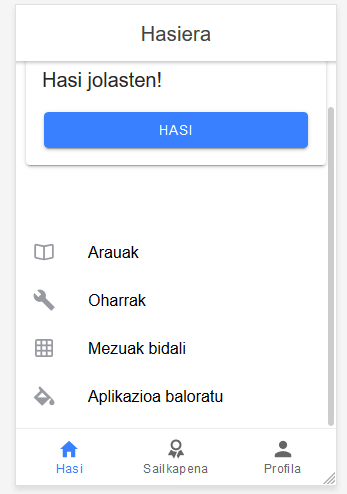 Hasiera
Hasi jolasten!
HASI
Arauak
Oharrak
Mezuak bidali
Aplikazioa baloratu
Hasi
Sailkapena
Profila